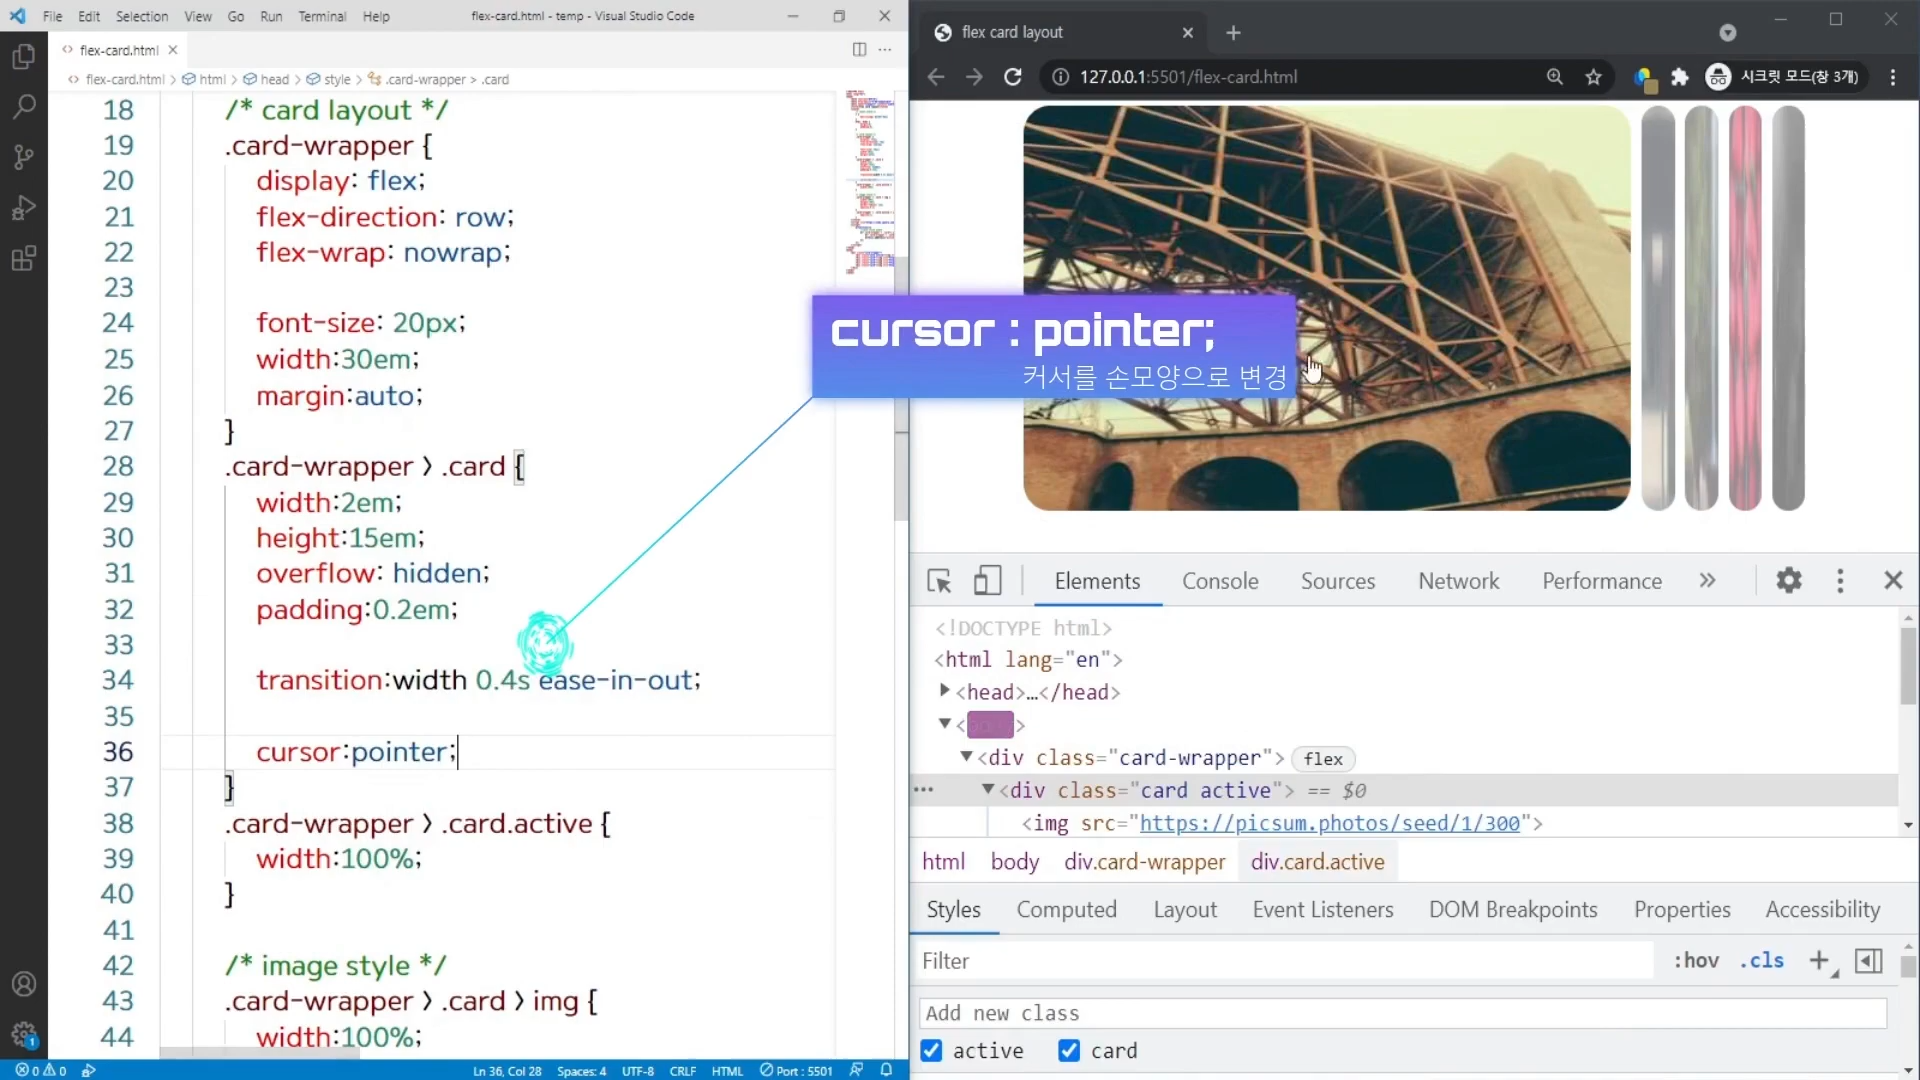 File Edit Selection View Go Run Terminal Help
flex-card.html - temp - Visual Studio Code
flex-card.html
flex-card.html > html > head > style > .card-wrapper > .card
18 /* card layout */
19 .card-wrapper {
20 display: flex;
21 flex-direction: row;
22 flex-wrap: nowrap;
23
24 font-size: 20px;
25 width:30em;
26 margin:auto;
27 }
28 .card-wrapper > .card {
29 width:2em;
30 height:15em;
31 overflow: hidden;
32 padding:0.2em;
33
34 transition:width 0.4s ease-in-out;
35
36 cursor:pointer;
37 }
38 .card-wrapper > .card.active {
39 width:100%;
40 }
41
42 /* image style */
43 .card-wrapper > .card > img {
44 width:100%;
1
0 0
Ln 36, Col 28 Spaces: 4 UTF-8 CRLF HTML Port : 5501
cursor : pointer;
커서를 손모양으로 변경
flex card layout
127.0.0.1:5501/flex-card.html
시크릿 모드(창 3개)
Elements Console Sources Network Performance »
<!DOCTYPE html>
<html lang="en">
<head>…</head>
< >
<div class="card-wrapper"> flex
… <div class="card active"> == $0
<img src="https://picsum.photos/seed/1/300">
html body div.card-wrapper div.card.active
Styles Computed Layout Event Listeners DOM Breakpoints Properties Accessibility
Filter :hov .cls +
Add new class
active card